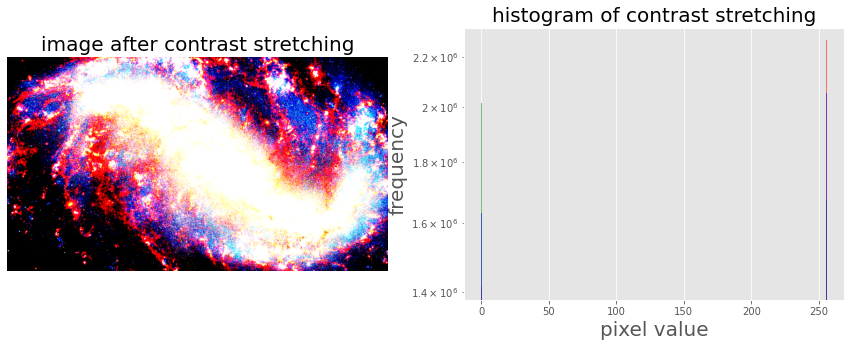 image after contrast stretching
histogram of contrast stretching
frequency
2.2 × 10⁶
2 × 10⁶
1.8 × 10⁶
1.6 × 10⁶
1.4 × 10⁶
0 50 100 150 200 250
pixel value